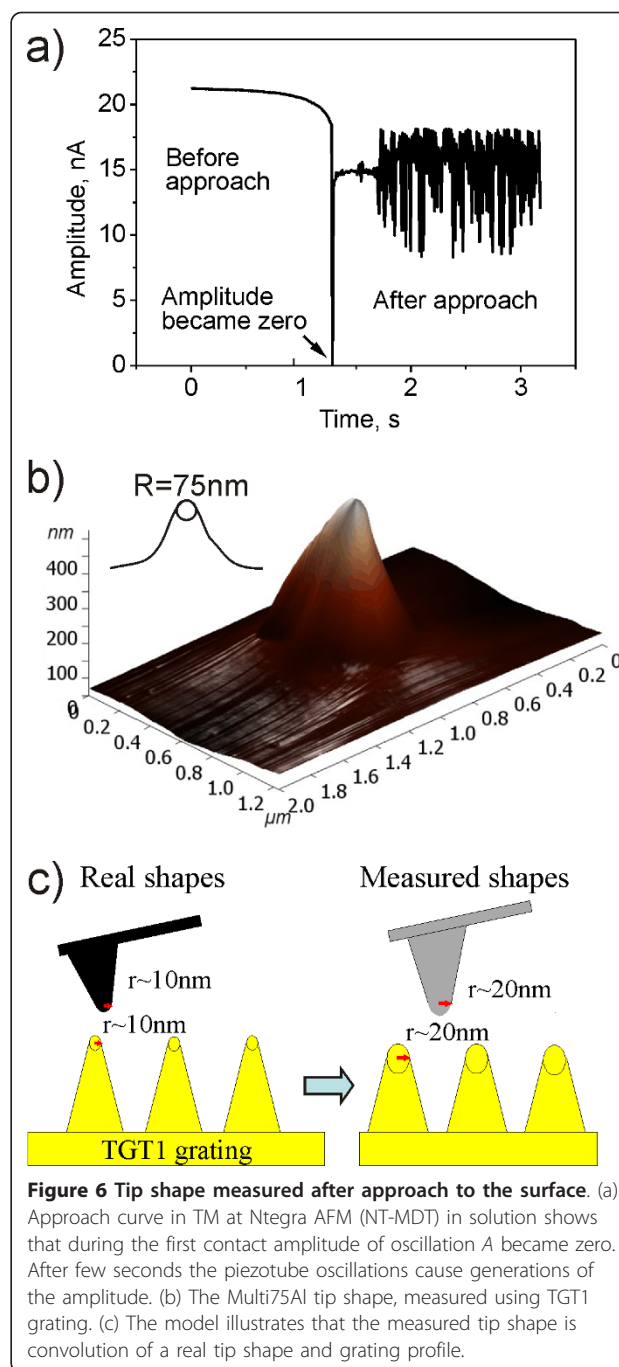 a)
25
20
15
10
5
0
Amplitude, nA
Before
approach
Amplitude
became zero
After approach
0
1
2
3
Time, s
b)
R=75nm
nm
400
300
200
100
0
0
0.2
0.4
0.6
0.8
1.0
1.2
µm
2.0
1.8
1.6
1.4
1.2
1.0
0.8
0.6
0.4
0.2
0
c)
Real shapes
Measured shapes
r~10nm
r~20nm
r~10nm
r~20nm
TGT1 grating
Figure 6 Tip shape measured after approach to the surface. (a)
Approach curve in TM at Ntegra AFM (NT-MDT) in solution shows
that during the first contact amplitude of oscillation A became zero.
After few seconds the piezotube oscillations cause generations of
the amplitude. (b) The Multi75Al tip shape, measured using TGT1
grating. (c) The model illustrates that the measured tip shape is
convolution of a real tip shape and grating profile.